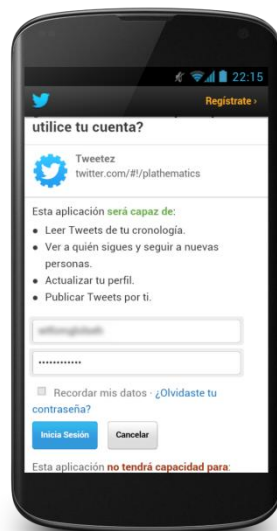 22:15
Regístrate ›
utilice tu cuenta?
Tweetez
twitter.com/#!/plathematics
Esta aplicación será capaz de:
• Leer Tweets de tu cronología.
• Ver a quién sigues y seguir a nuevas
personas.
• Actualizar tu perfil.
• Publicar Tweets por ti.
Recordar mis datos · ¿Olvidaste tu
contraseña?
Inicia Sesión Cancelar
Esta aplicación no tendrá capacidad para: